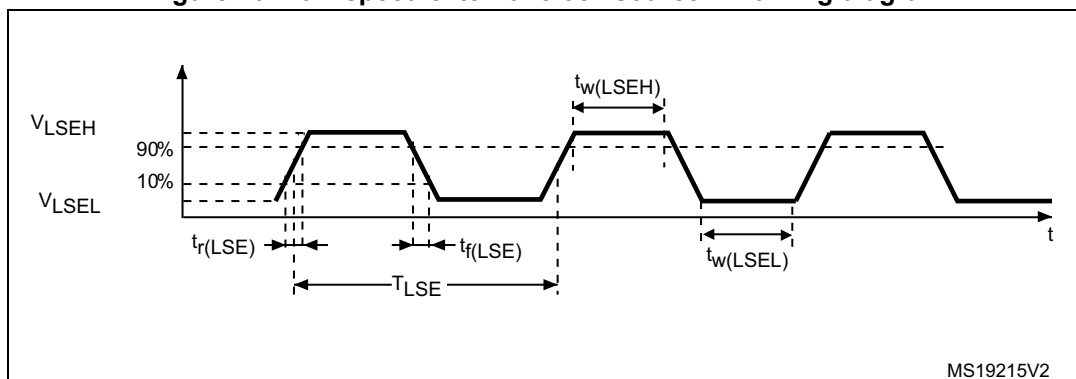 tw(LSEH)
VLSEH
90%
10%
VLSEL
tr(LSE)
tf(LSE)
t
tw(LSEL)
TLSE
MS19215V2